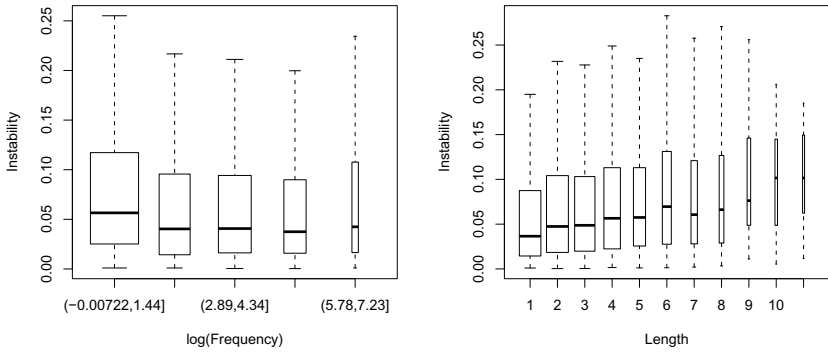 0.00 0.05 0.10 0.15 0.20 0.25
Instability
(−0.00722,1.44] (2.89,4.34] (5.78,7.23]
log(Frequency)
0.00 0.05 0.10 0.15 0.20 0.25
Instability
1 2 3 4 5 6 7 8 9 10
Length